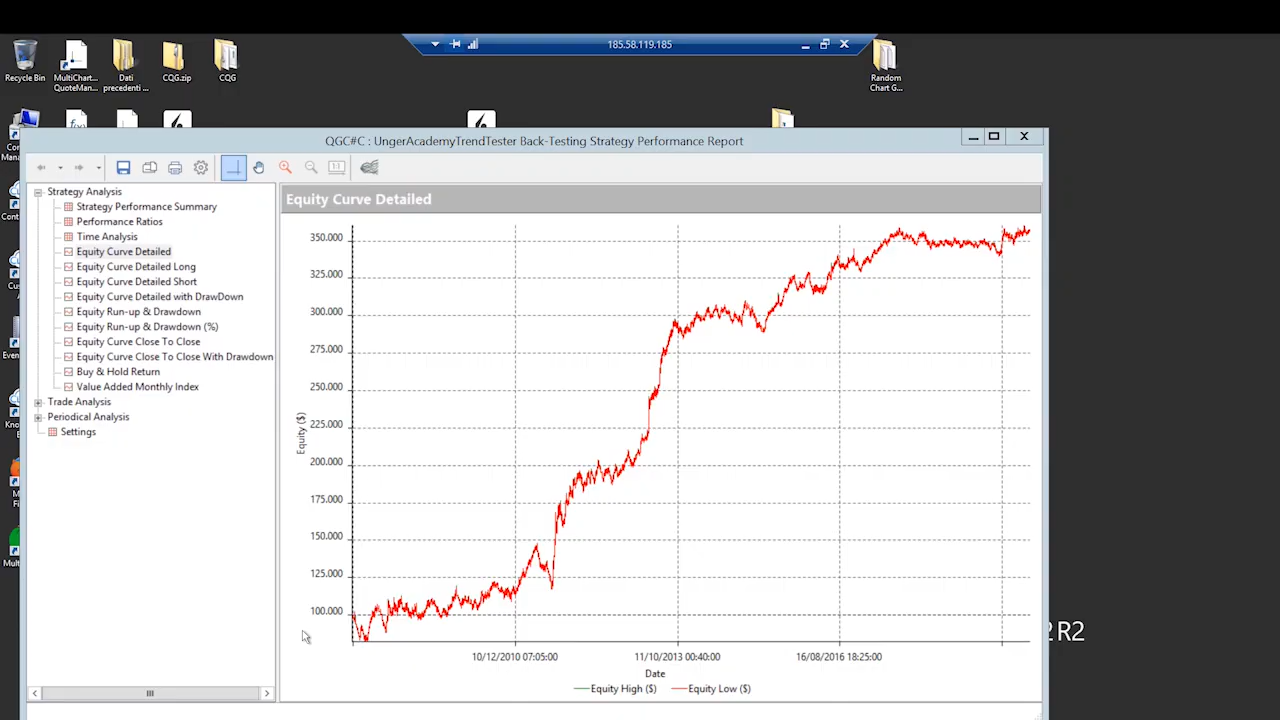 185.58.119.185
Recycle Bin
MultiChart...
QuoteMan...
Dati
precedenti ...
CQG.zip
CQG
Random
Chart G...
QGC#C : UngerAcademyTrendTester Back-Testing Strategy Performance Report
Strategy Analysis
Strategy Performance Summary
Performance Ratios
Time Analysis
Equity Curve Detailed
Equity Curve Detailed Long
Equity Curve Detailed Short
Equity Curve Detailed with DrawDown
Equity Run-up & Drawdown
Equity Run-up & Drawdown (%)
Equity Curve Close To Close
Equity Curve Close To Close With Drawdown
Buy & Hold Return
Value Added Monthly Index
Trade Analysis
Periodical Analysis
Settings
Equity Curve Detailed
350.000
325.000
300.000
275.000
250.000
225.000
200.000
175.000
150.000
125.000
100.000
Equity ($)
10/12/2010 07:05:00
11/10/2013 00:40:00
16/08/2016 18:25:00
Date
Equity High ($)
Equity Low ($)
R2